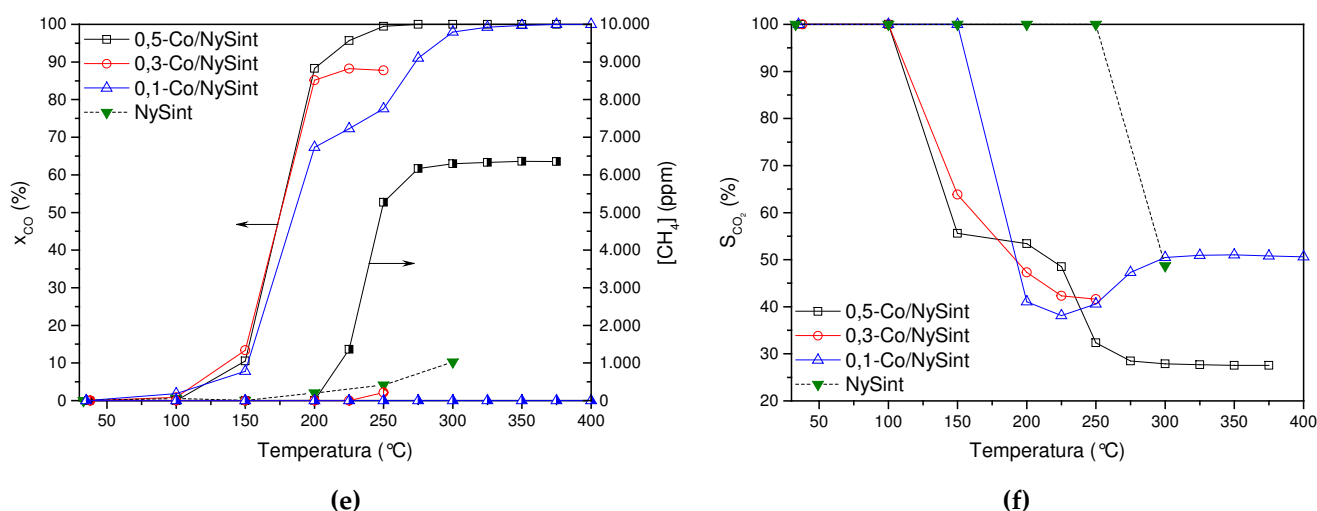 100
90
80
70
60
50
40
30
20
10
0
x_CO (%)
0,5-Co/NySint
0,3-Co/NySint
0,1-Co/NySint
NySint
10.000
9.000
8.000
7.000
6.000
5.000
4.000
3.000
2.000
1.000
0
[CH₄] (ppm)
50 100 150 200 250 300 350 400
Temperatura (°C)
(e)
100
90
80
70
60
50
40
30
20
S_CO₂ (%)
0,5-Co/NySint
0,3-Co/NySint
0,1-Co/NySint
NySint
50 100 150 200 250 300 350 400
Temperatura (°C)
(f)